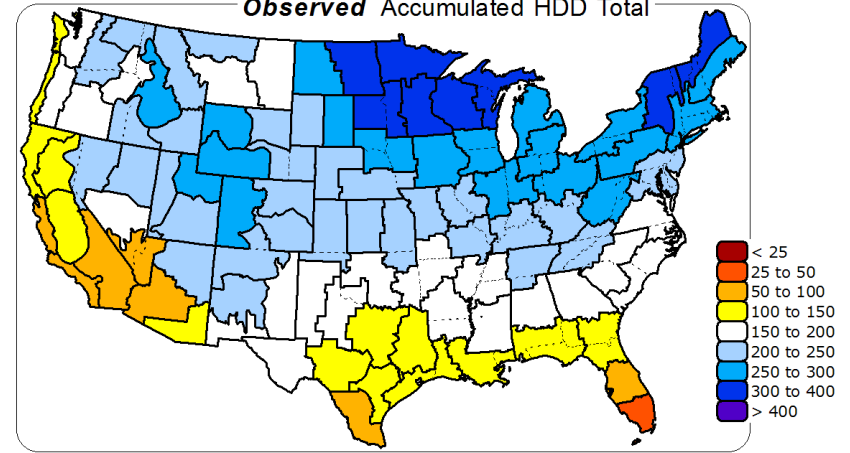 Observed Accumulated HDD Total
< 25
25 to 50
50 to 100
100 to 150
150 to 200
200 to 250
250 to 300
300 to 400
> 400